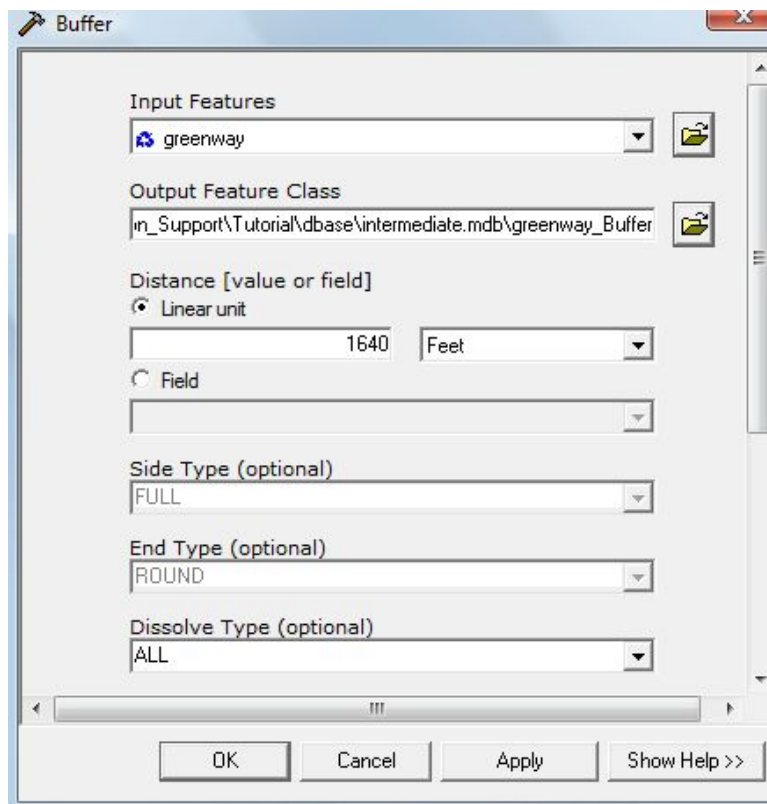 Buffer
Input Features
greenway
Output Feature Class
n_Support\Tutorial\dbase\intermediate.mdb\greenway_Buffer
Distance [value or field]
Linear unit
1640 Feet
Field
Side Type (optional)
FULL
End Type (optional)
ROUND
Dissolve Type (optional)
ALL
OK Cancel Apply Show Help >>